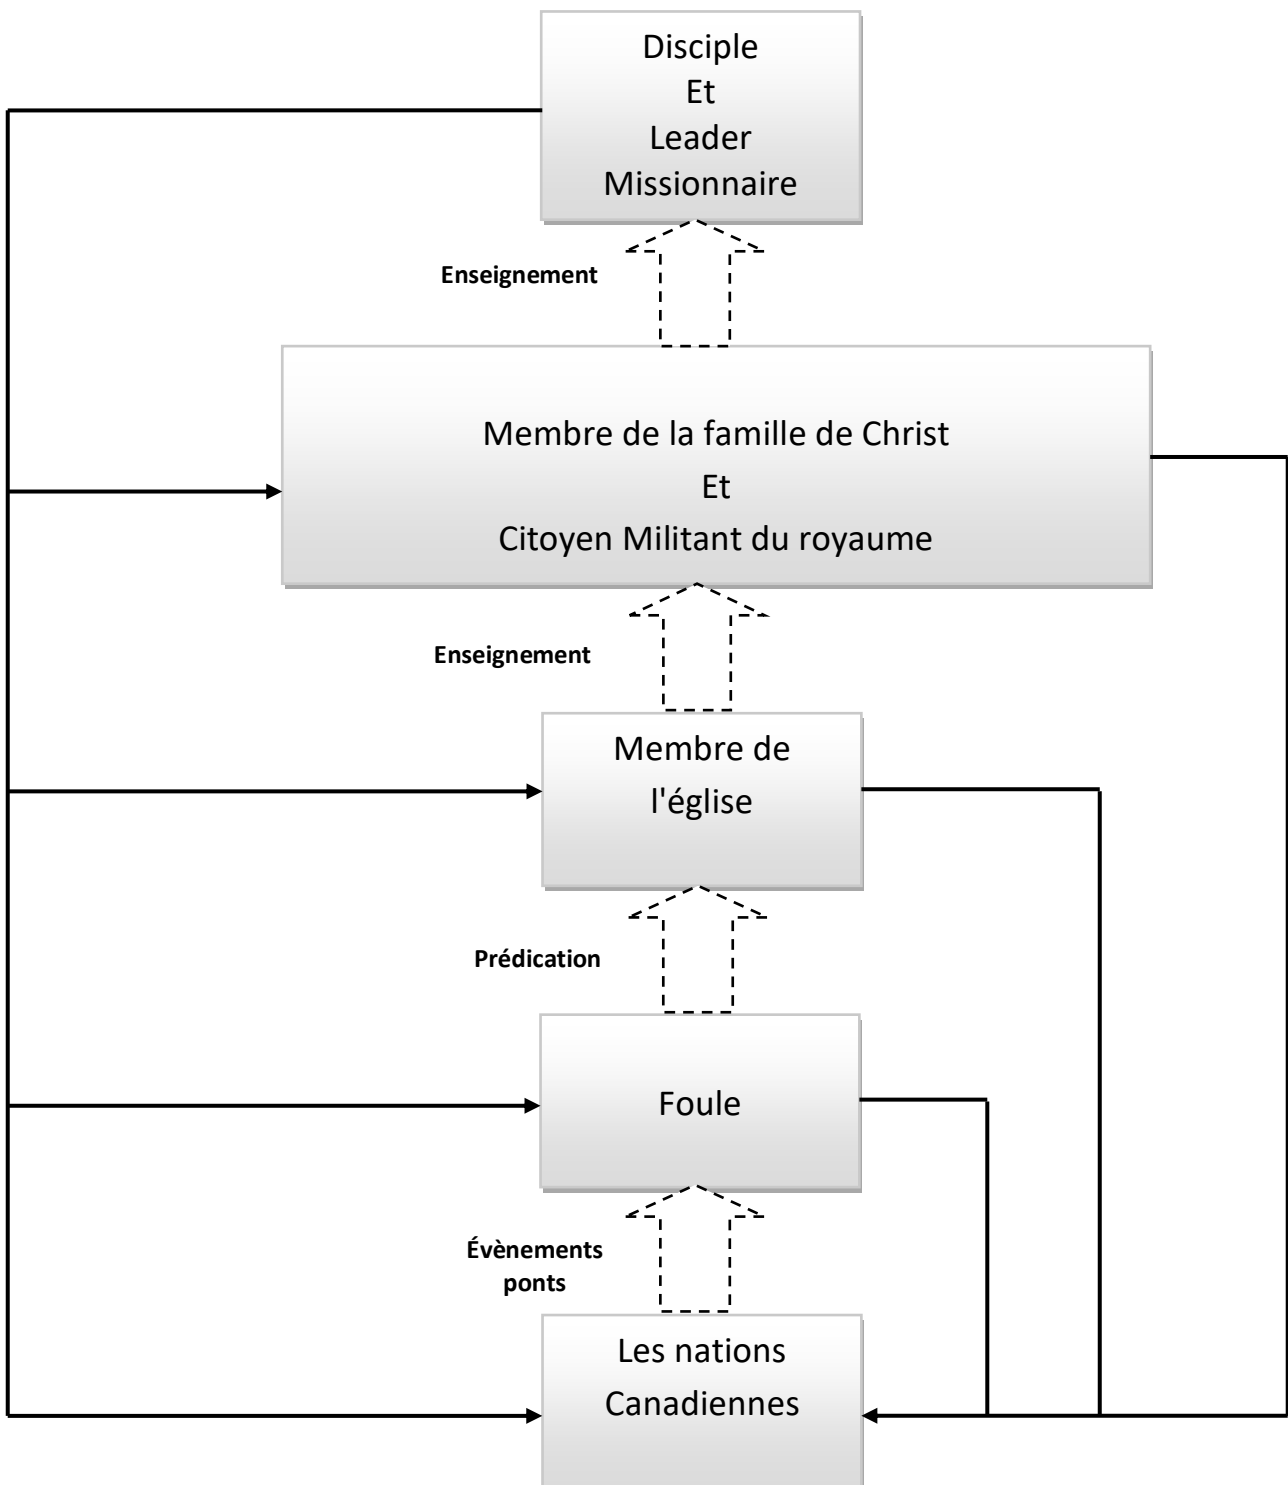 Disciple
Et
Leader
Missionnaire
Enseignement
Membre de la famille de Christ
Et
Citoyen Militant du royaume
Enseignement
Membre de
l'église
Prédication
Foule
Évènements
ponts
Les nations
Canadiennes